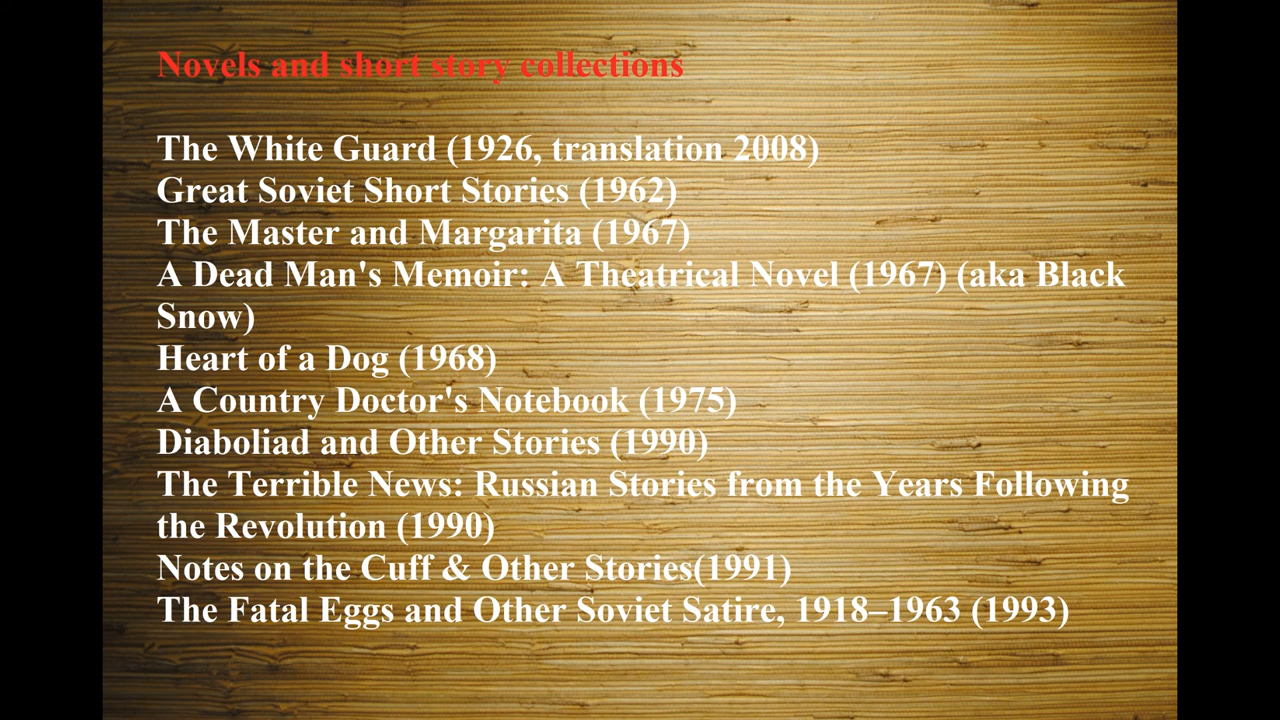 Novels and short story collections
The White Guard (1926, translation 2008)
Great Soviet Short Stories (1962)
The Master and Margarita (1967)
A Dead Man's Memoir: A Theatrical Novel (1967) (aka Black
Snow)
Heart of a Dog (1968)
A Country Doctor's Notebook (1975)
Diaboliad and Other Stories (1990)
The Terrible News: Russian Stories from the Years Following
the Revolution (1990)
Notes on the Cuff & Other Stories(1991)
The Fatal Eggs and Other Soviet Satire, 1918–1963 (1993)